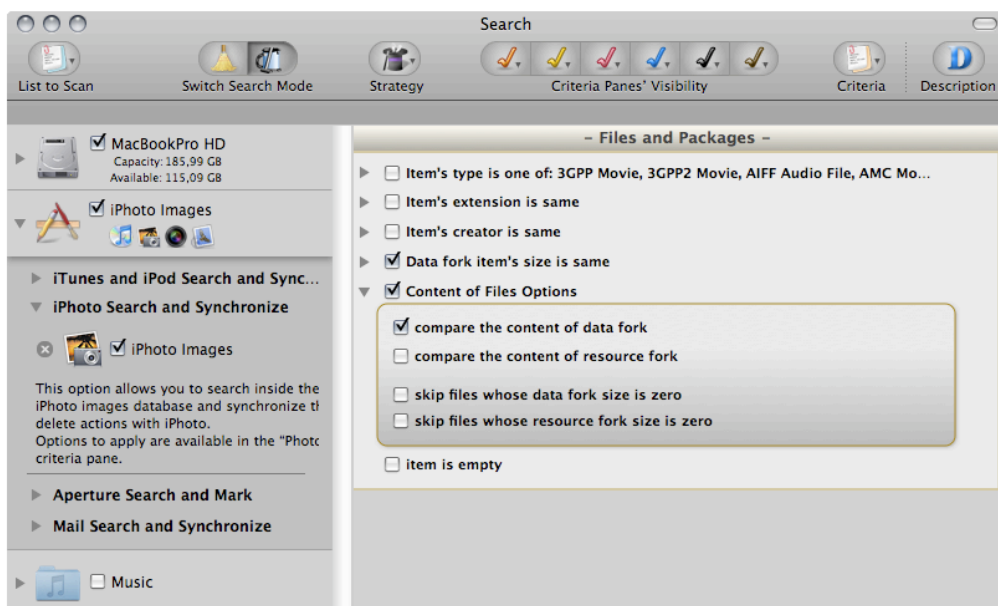 Search
List to Scan
Switch Search Mode
Strategy
Criteria Panes' Visibility
Criteria
Description
MacBookPro HD
Capacity: 185,99 GB
Available: 115,09 GB
iPhoto Images
iTunes and iPod Search and Sync...
iPhoto Search and Synchronize
iPhoto Images
This option allows you to search inside the
iPhoto images database and synchronize th
delete actions with iPhoto.
Options to apply are available in the "Photo
criteria pane.
Aperture Search and Mark
Mail Search and Synchronize
Music
– Files and Packages –
Item's type is one of: 3GPP Movie, 3GPP2 Movie, AIFF Audio File, AMC Mo...
Item's extension is same
Item's creator is same
Data fork item's size is same
Content of Files Options
compare the content of data fork
compare the content of resource fork
skip files whose data fork size is zero
skip files whose resource fork size is zero
item is empty